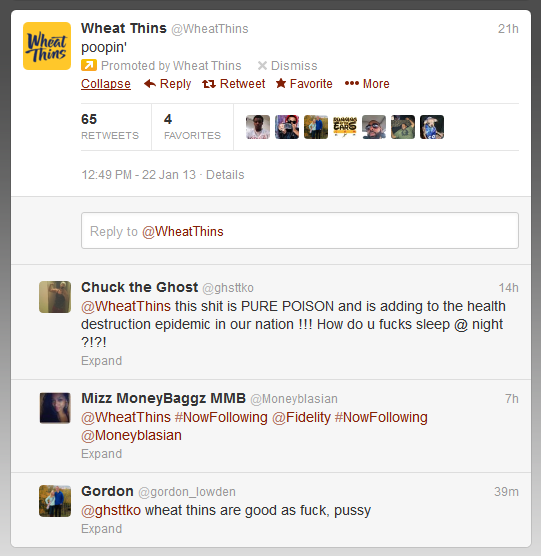 Wheat Thins
Wheat Thins @WheatThins 21h
poopin'
Promoted by Wheat Thins Dismiss
Collapse Reply Retweet Favorite ••• More
65 4
RETWEETS FAVORITES
12:49 PM - 22 Jan 13 · Details
Reply to @WheatThins
Chuck the Ghost @ghsttko 14h
@WheatThins this shit is PURE POISON and is adding to the health
destruction epidemic in our nation !!! How do u fucks sleep @ night
?!?!
Expand
Mizz MoneyBaggz MMB @Moneyblasian 7h
@WheatThins #NowFollowing @Fidelity #NowFollowing
@Moneyblasian
Expand
Gordon @gordon_lowden 39m
@ghsttko wheat thins are good as fuck, pussy
Expand